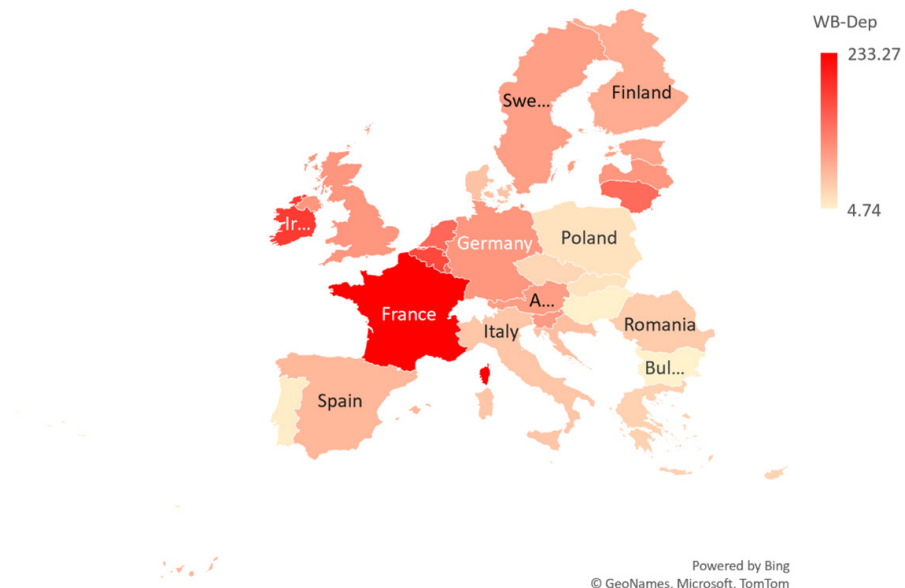 WB-Dep
233.27
4.74
Swe...
Finland
Ir...
Germany
Poland
A...
France
Italy
Romania
Bul...
Spain
Powered by Bing
© GeoNames, Microsoft, TomTom